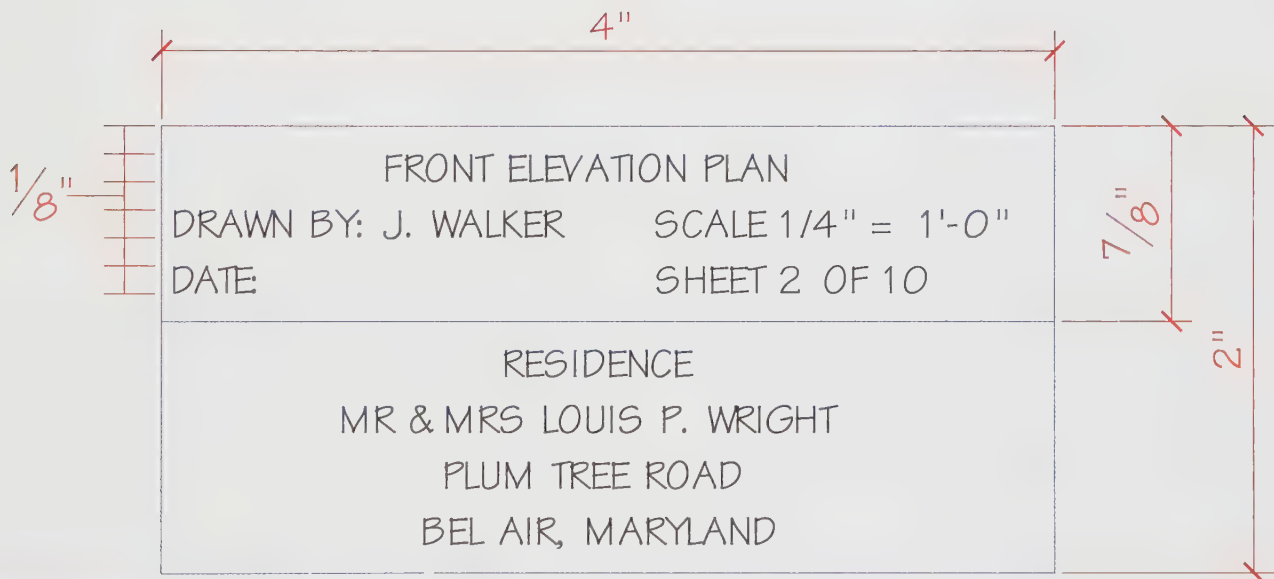 4"
1/8"
FRONT ELEVATION PLAN
DRAWN BY: J. WALKER SCALE 1/4" = 1'-0"
DATE: SHEET 2 OF 10
7/8"
2"
RESIDENCE
MR & MRS LOUIS P. WRIGHT
PLUM TREE ROAD
BEL AIR, MARYLAND